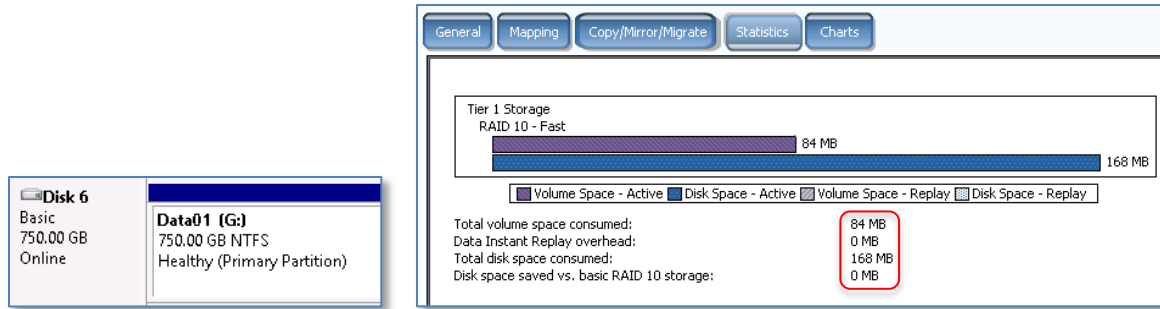 Disk 6
Basic
750.00 GB
Online
Data01 (G:)
750.00 GB NTFS
Healthy (Primary Partition)
General Mapping Copy/Mirror/Migrate Statistics Charts
Tier 1 Storage
RAID 10 - Fast
84 MB
168 MB
Volume Space - Active Disk Space - Active Volume Space - Replay Disk Space - Replay
Total volume space consumed: 84 MB
Data Instant Replay overhead: 0 MB
Total disk space consumed: 168 MB
Disk space saved vs. basic RAID 10 storage: 0 MB